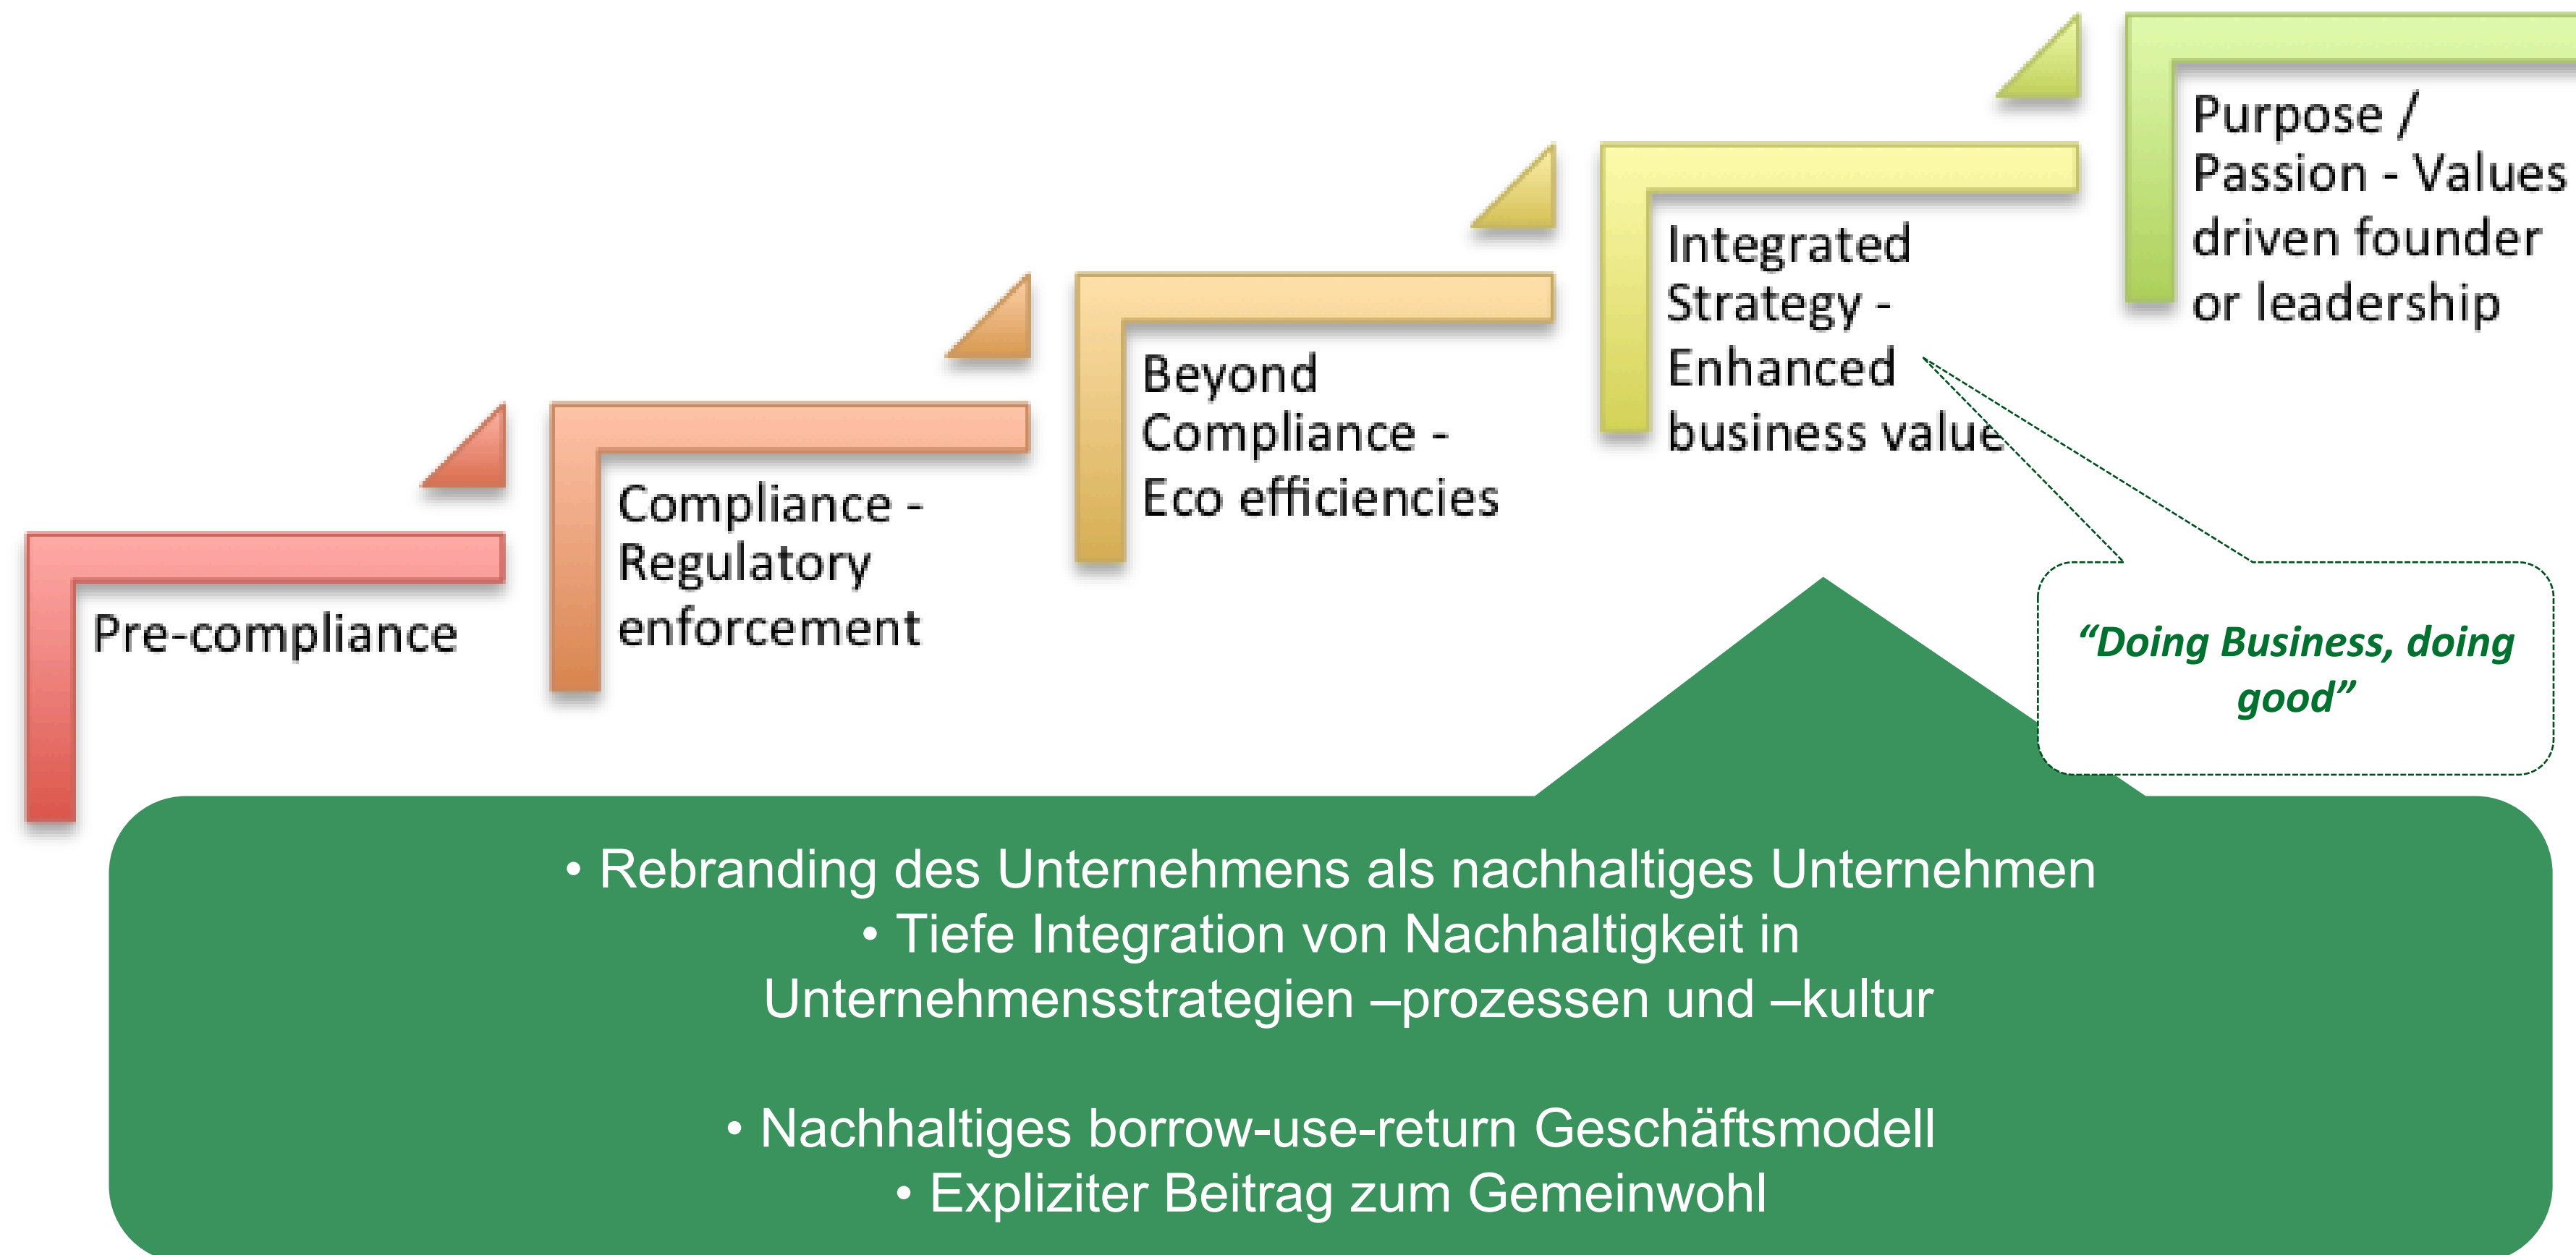 Pre-compliance
Compliance -
Regulatory
enforcement
Beyond
Compliance -
Eco efficiencies
Integrated
Strategy -
Enhanced
business value
Purpose /
Passion - Values
driven founder
or leadership
“Doing Business, doing
good”
• Rebranding des Unternehmens als nachhaltiges Unternehmen
• Tiefe Integration von Nachhaltigkeit in
Unternehmensstrategien –prozessen und –kultur
• Nachhaltiges borrow-use-return Geschäftsmodell
• Expliziter Beitrag zum Gemeinwohl